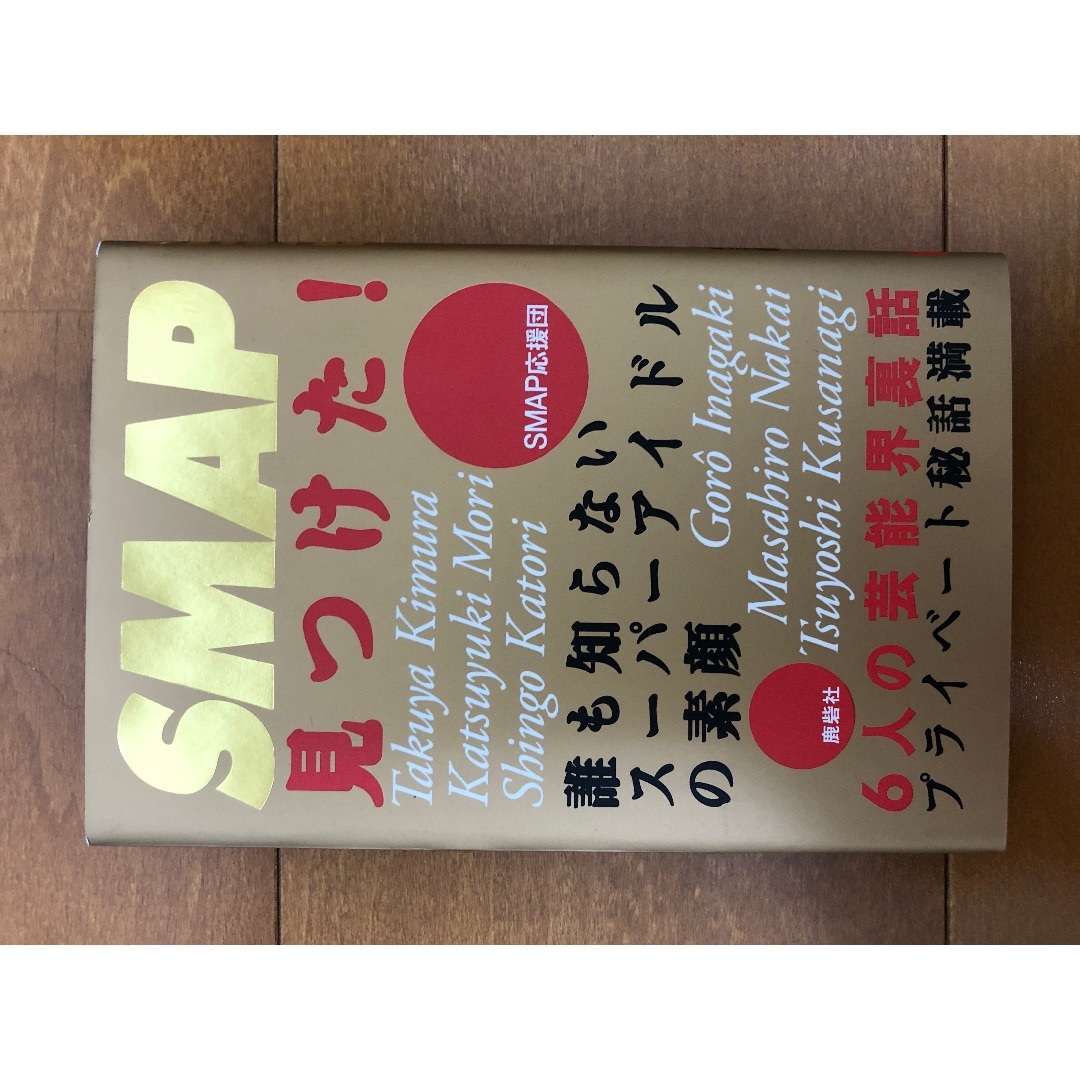 SMAP
見つけた!
SMAP応援団
Takuya Kimura
Katsuyuki Mori
Shingo Katori
誰も知らない
スーパーアイドル
の素顔
Gorô Inagaki
Masahiro Nakai
Tsuyoshi Kusanagi
鹿砦社
6人の芸能界裏話
プライベート秘話満載